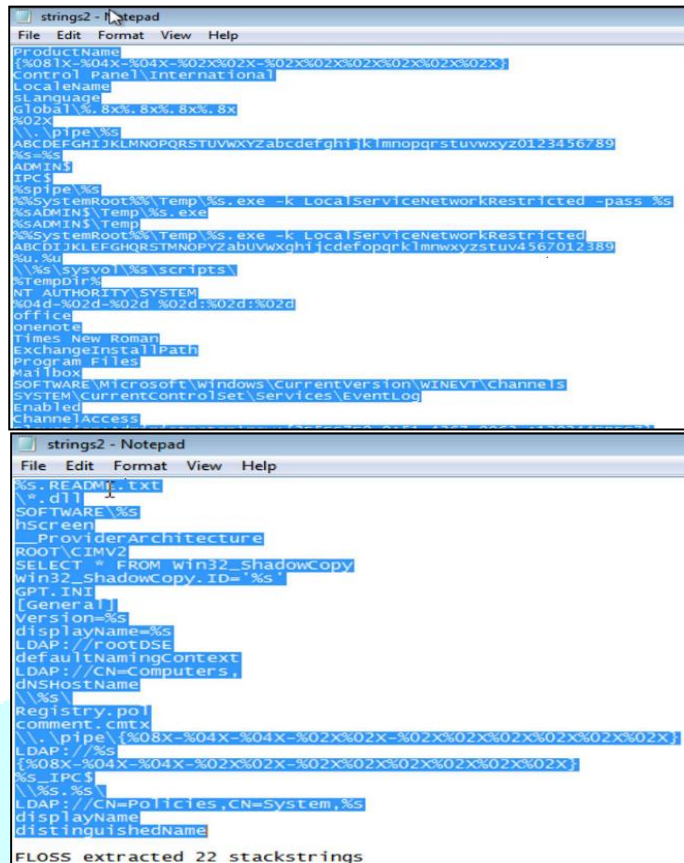 strings2 - Notepad
File Edit Format View Help
ProductName
{%08lX-%04X-%04X-%02X%02X-%02X%02X%02X%02X%02X%02X}
Control Panel\International
LocaleName
sLanguage
Global\%.8x%.8x%.8x%.8x
%02X
\\.\pipe\%s
ABCDEFGHIJKLMNOPQRSTUVWXYZabcdefghijklmnopqrstuvwxyz0123456789
%s=%s
ADMIN$
IPC$
%spipe\%s
%%SystemRoot%%\Temp\%s.exe -k LocalServiceNetworkRestricted -pass %s
%sADMIN$\Temp\%s.exe
%sADMIN$\Temp
%%SystemRoot%%\Temp\%s.exe -k LocalServiceNetworkRestricted
ABCDIJKLEFGHQRSTMNOPYZabUVWXghijcdefopqrklmnwxyzstuv4567012389
%u.%u
\\%s\sysvol\%s\scripts\
%TempDir%
NT AUTHORITY\SYSTEM
%04d-%02d-%02d %02d:%02d:%02d
office
onenote
Times New Roman
ExchangeInstallPath
Program Files
Mailbox
SOFTWARE\Microsoft\Windows\CurrentVersion\WINEVT\Channels
SYSTEM\CurrentControlSet\Services\EventLog
Enabled
ChannelAccess
strings2 - Notepad
File Edit Format View Help
%s.README.txt
\*.dll
SOFTWARE\%s
hScreen
__ProviderArchitecture
ROOT\CIMV2
SELECT * FROM Win32_ShadowCopy
Win32_ShadowCopy.ID='%s'
GPT.INI
[General]
Version=%s
displayName=%s
LDAP://rootDSE
defaultNamingContext
LDAP://CN=Computers,
dNSHostName
\\%s\
Registry.pol
comment.cmtx
\\.\pipe\{%08X-%04X-%04X-%02X%02X-%02X%02X%02X%02X%02X%02X}
LDAP://%s
{%08X-%04X-%04X-%02X%02X-%02X%02X%02X%02X%02X%02X}
%s_IPC$
\\%s.%s\
LDAP://CN=Policies,CN=System,%s
displayName
distinguishedName
FLOSS extracted 22 stackstrings